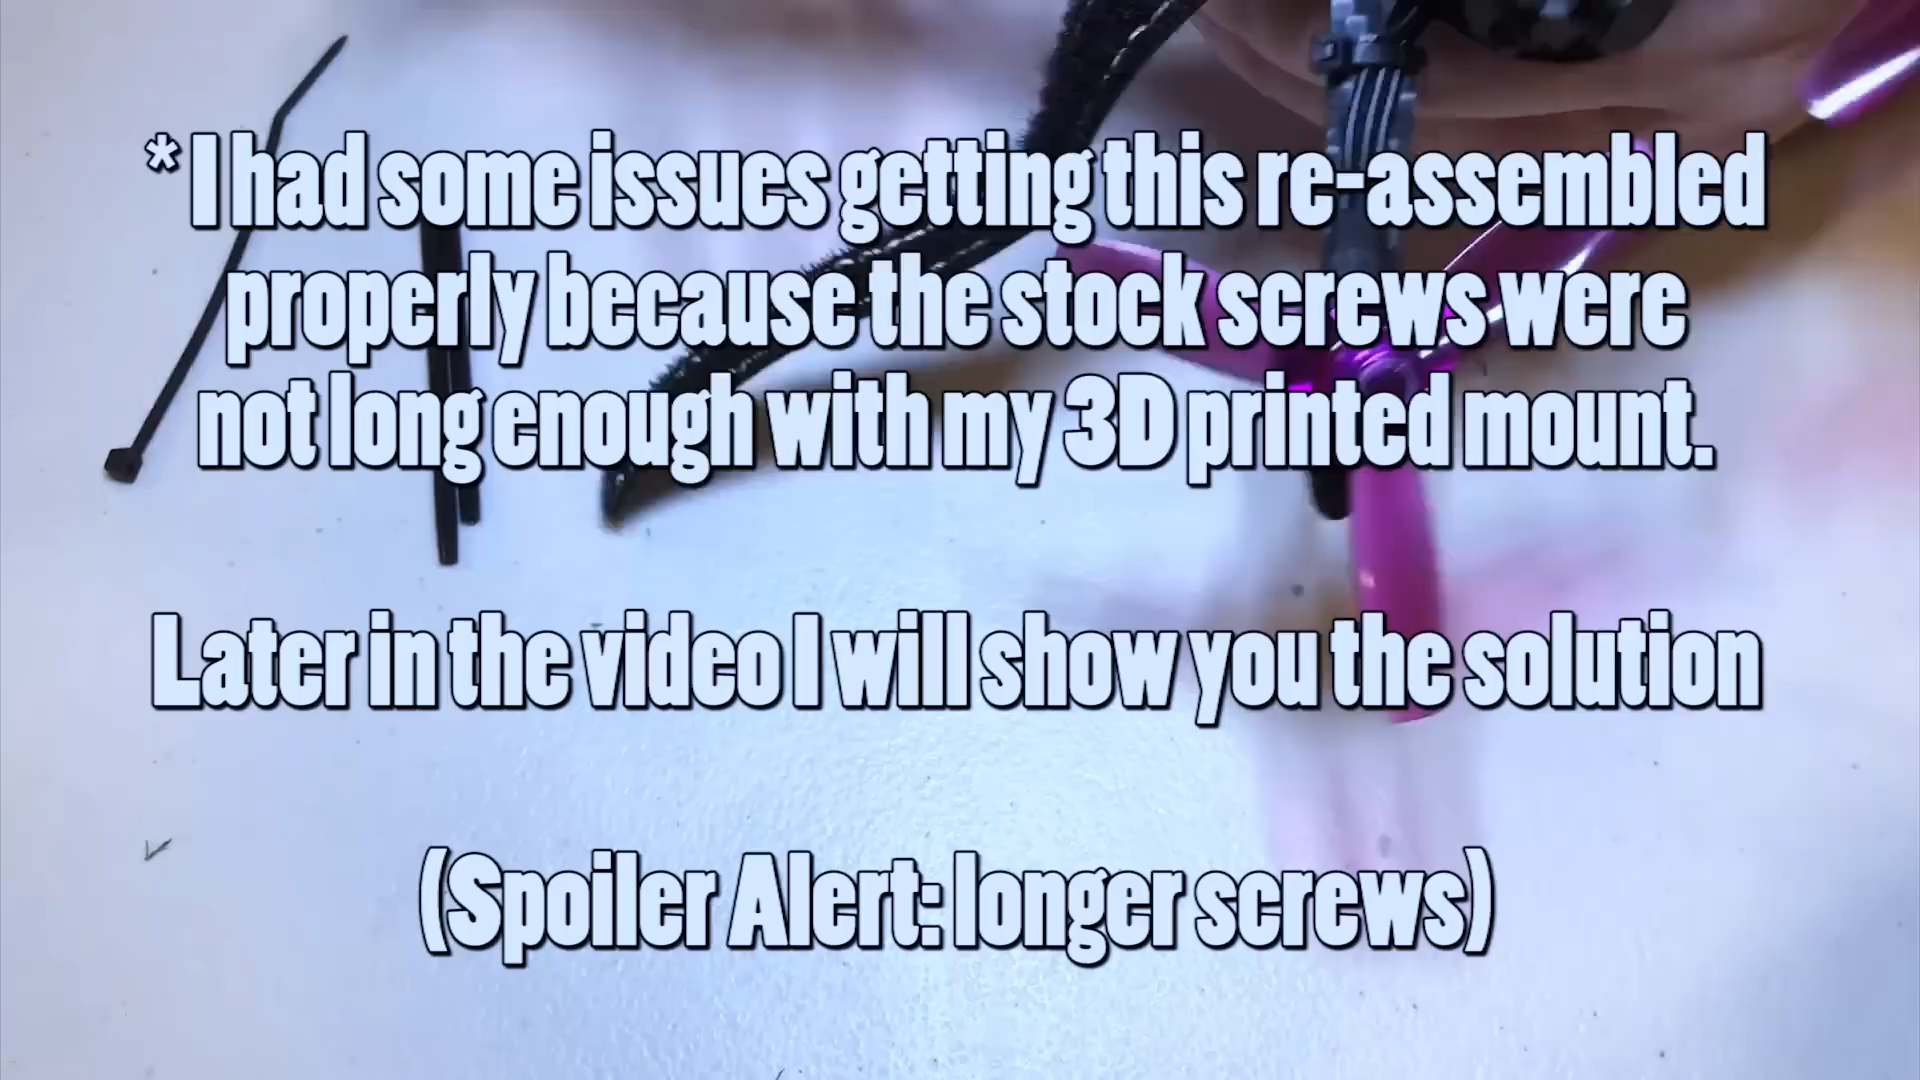 * I had some issues getting this re-assembled
properly because the stock screws were
not long enough with my 3D printed mount.
Later in the video I will show you the solution
(Spoiler Alert: longer screws)